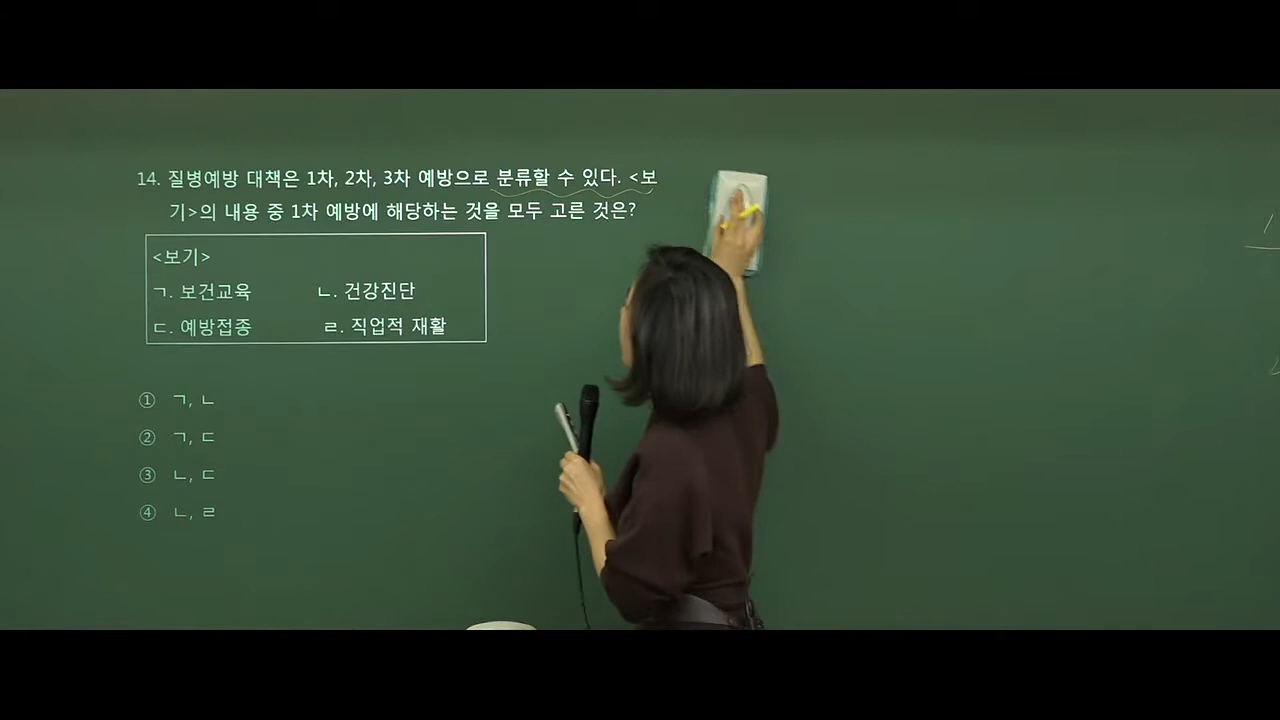 14. 질병예방 대책은 1차, 2차, 3차 예방으로 분류할 수 있다. <보
기>의 내용 중 1차 예방에 해당하는 것을 모두 고른 것은?
<보기>
ㄱ. 보건교육 ㄴ. 건강진단
ㄷ. 예방접종 ㄹ. 직업적 재활
① ㄱ, ㄴ
② ㄱ, ㄷ
③ ㄴ, ㄷ
④ ㄴ, ㄹ